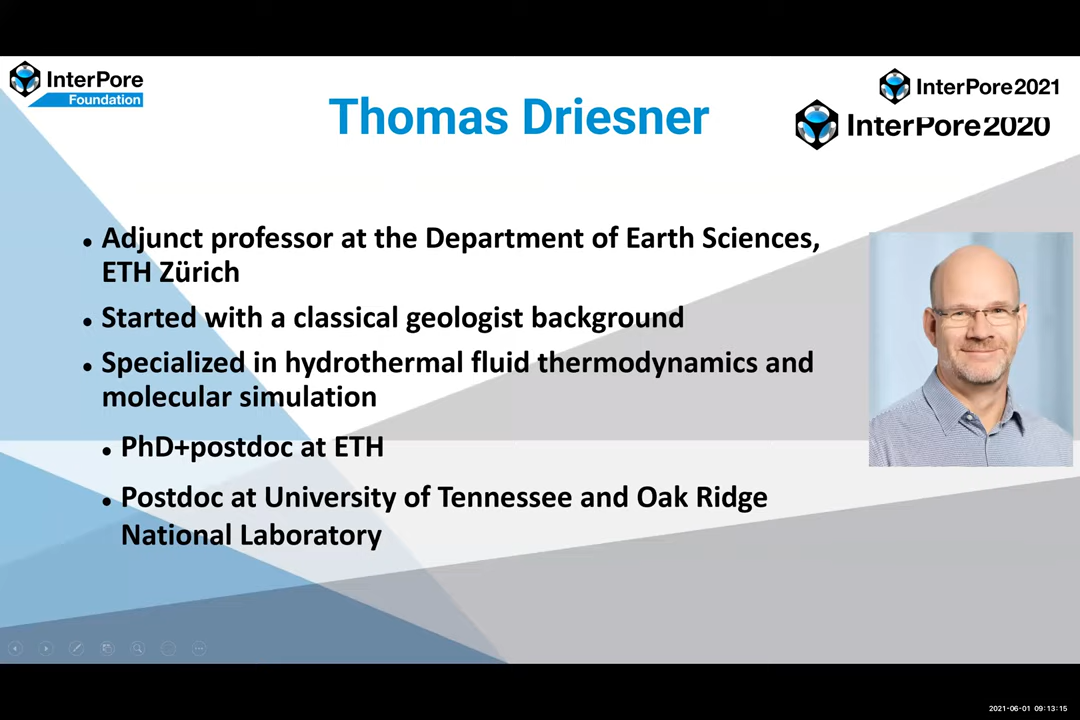 InterPore
Foundation
Thomas Driesner
InterPore2021
InterPore2020
• Adjunct professor at the Department of Earth Sciences,
ETH Zürich
• Started with a classical geologist background
• Specialized in hydrothermal fluid thermodynamics and
molecular simulation
• PhD+postdoc at ETH
• Postdoc at University of Tennessee and Oak Ridge
National Laboratory
2021-06-01 09:13:15